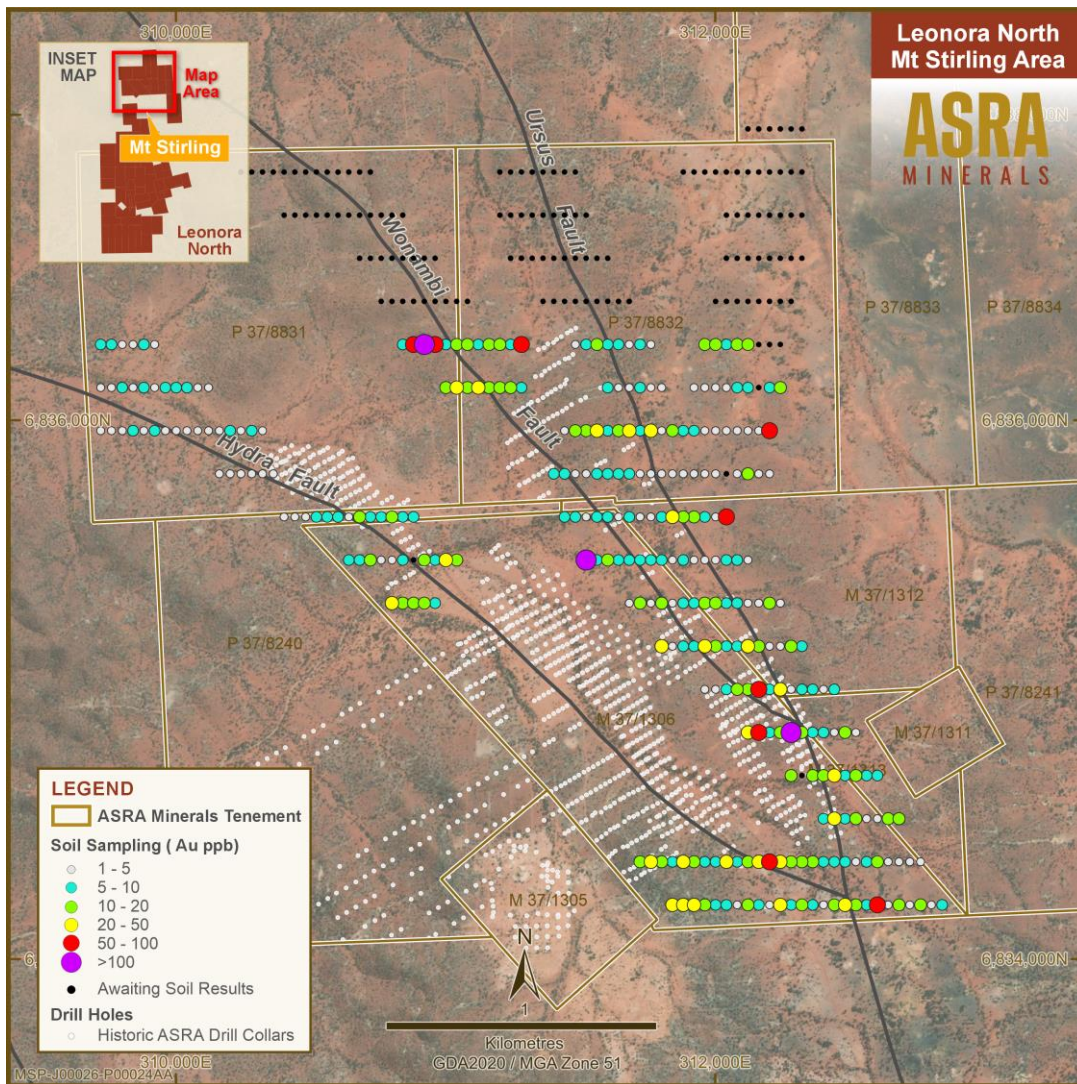 310,000E
312,000E
Leonora North
Mt Stirling Area
ASRA
MINERALS
INSET
MAP
Map
Area
Mt Stirling
Leonora
North
Ursus
Fault
Wonambi
Fault
Hydra Fault
P 37/8831
P 37/8832
P 37/8833
P 37/8834
6,836,000N
6,836,000N
P 37/8240
M 37/1312
P 37/8241
M 37/1306
M 37/1311
M 37/1305
6,834,000N
LEGEND
ASRA Minerals Tenement
Soil Sampling ( Au ppb)
1 - 5
5 - 10
10 - 20
20 - 50
50 - 100
>100
Awaiting Soil Results
Drill Holes
Historic ASRA Drill Collars
N
1
Kilometres
GDA2020 / MGA Zone 51
310,000E
312,000E
MSP-J00026-P00024AA